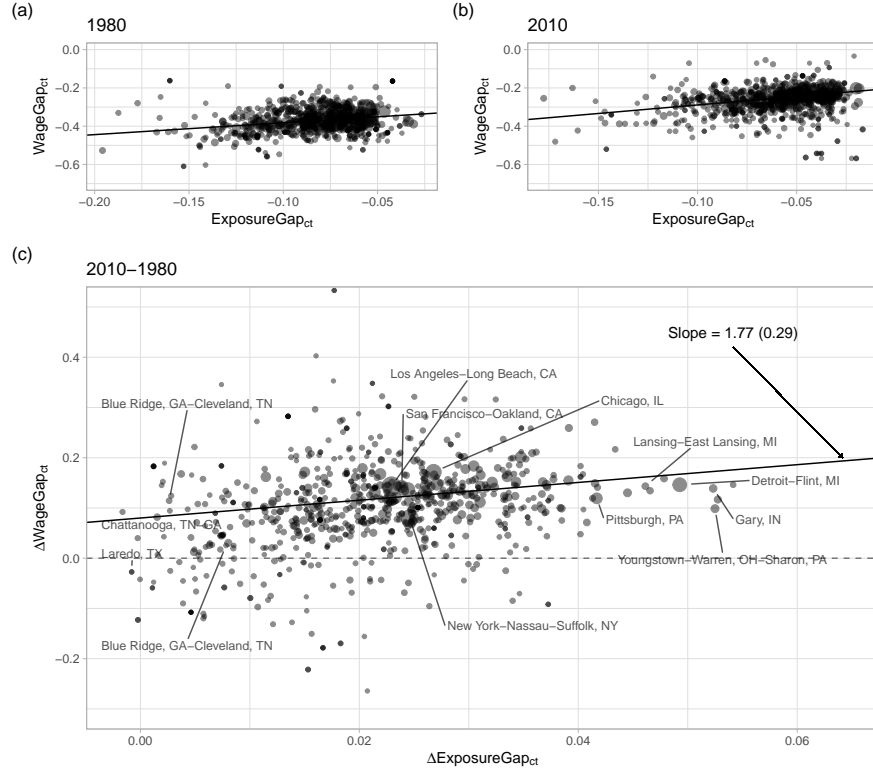 (a)
1980
0.0
−0.2
−0.4
−0.6
WageGapct
−0.20
−0.15
−0.10
−0.05
ExposureGapct
(b)
2010
0.0
−0.2
−0.4
−0.6
WageGapct
−0.15
−0.10
−0.05
ExposureGapct
(c)
2010−1980
Slope = 1.77 (0.29)
0.4
0.2
0.0
−0.2
ΔWageGapct
Los Angeles−Long Beach, CA
Blue Ridge, GA−Cleveland, TN
San Francisco−Oakland, CA
Chicago, IL
Lansing−East Lansing, MI
Detroit−Flint, MI
Chattanooga, TN−GA
Pittsburgh, PA
Gary, IN
Laredo, TX
Youngstown−Warren, OH−Sharon, PA
New York−Nassau−Suffolk, NY
Blue Ridge, GA−Cleveland, TN
0.00
0.02
0.04
0.06
ΔExposureGapct